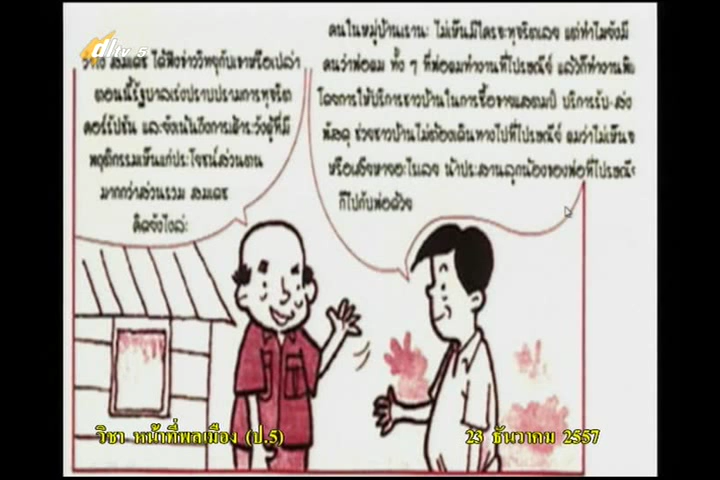 dltv 5
ว่าไง สมเดช ได้ฟังข่าววิทยุกับเขาหรือเปล่า
ตอนนี้รัฐบาลเร่งปราบปรามการทุจริต
คอร์รัปชัน และยังเน้นถึงการเฝ้าระวังผู้ที่มี
พฤติกรรมเห็นแก่ประโยชน์ส่วนตน
มากกว่าส่วนรวม สมเดช
คิดยังไงล่ะ
คนในหมู่บ้านเรานะ ไม่เห็นมีใครจะทุจริตเลย แต่ทำไมยังมี
คนว่าพ่อผม ทั้ง ๆ ที่พ่อผมทำงานที่ไปรษณีย์ แล้วก็ทำงาน
โดยการให้บริการชาวบ้านในการซื้อขายแสตมป์ บริการรับ-ส่ง
พัสดุ ช่วยชาวบ้านไม่ต้องเดินทางไปที่ไปรษณีย์ ผมว่าไม่เห็นจ
หรือเสียหายอะไรเลย น้าประสานลูกน้องของพ่อที่ไปรษณีย์
ก็ไปกับพ่อด้วย
วิชา หน้าที่พลเมือง (ป.5)
23 ธันวาคม 2557